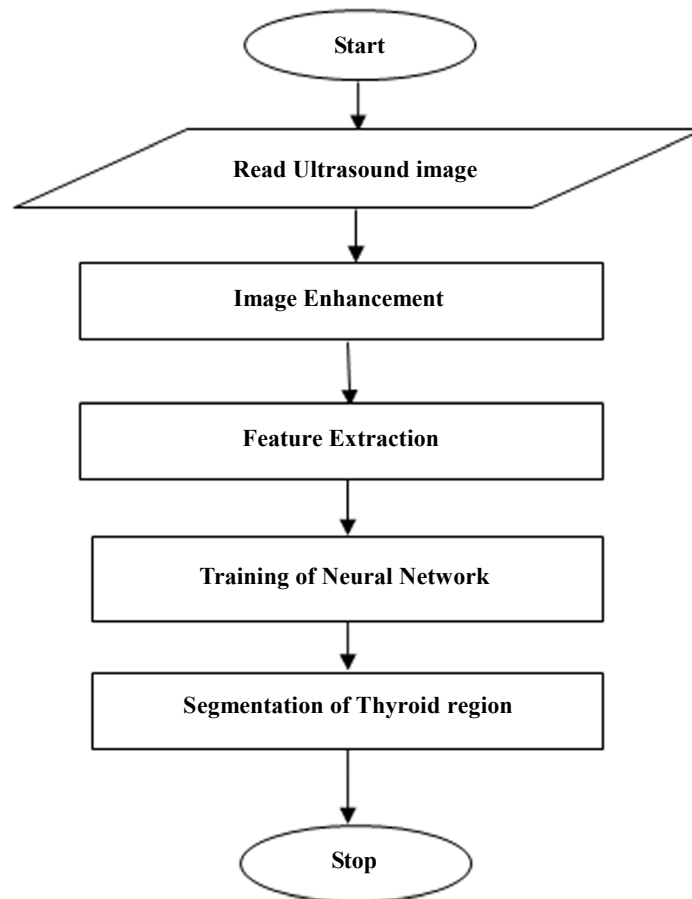 Start
Read Ultrasound image
Image Enhancement
Feature Extraction
Training of Neural Network
Segmentation of Thyroid region
Stop